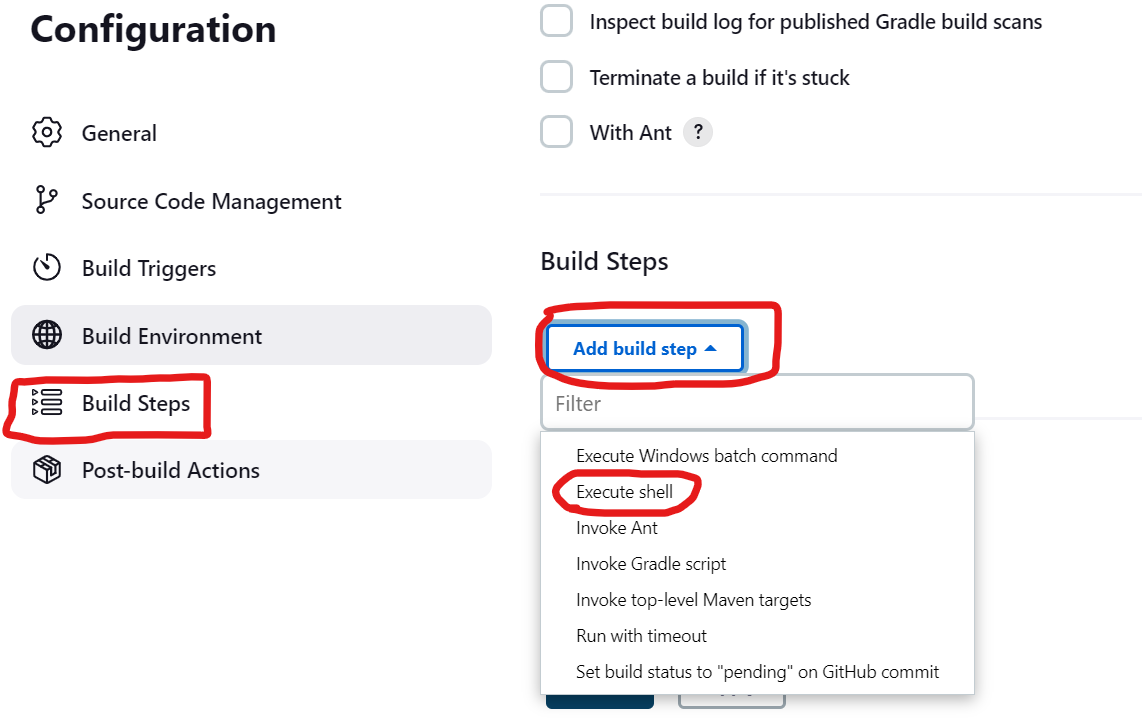 Configuration
General
Source Code Management
Build Triggers
Build Environment
Build Steps
Post-build Actions
Inspect build log for published Gradle build scans
Terminate a build if it's stuck
With Ant ?
Build Steps
Add build step
Filter
Execute Windows batch command
Execute shell
Invoke Ant
Invoke Gradle script
Invoke top-level Maven targets
Run with timeout
Set build status to "pending" on GitHub commit